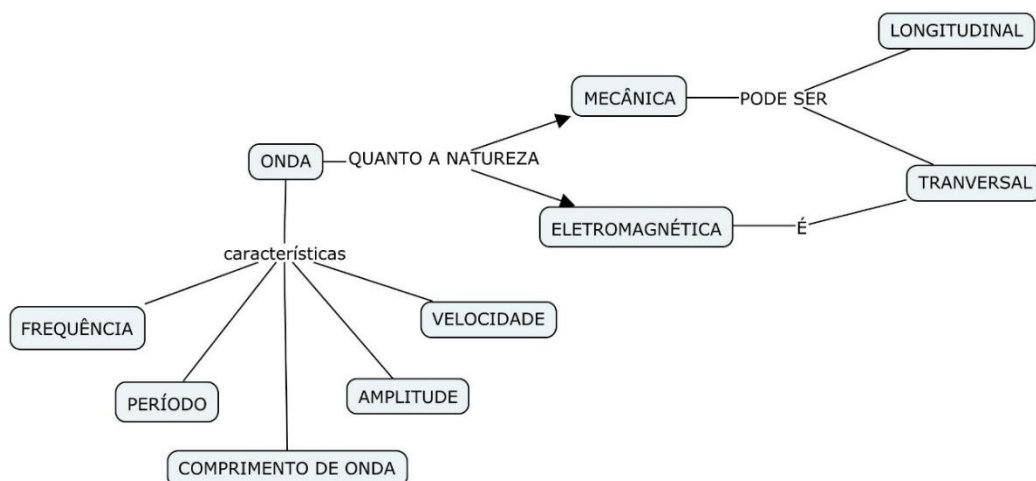 LONGITUDINAL
MECÂNICA
PODE SER
ONDA
QUANTO A NATUREZA
TRANVERSAL
ELETROMAGNÉTICA
É
características
FREQUÊNCIA
VELOCIDADE
PERÍODO
AMPLITUDE
COMPRIMENTO DE ONDA